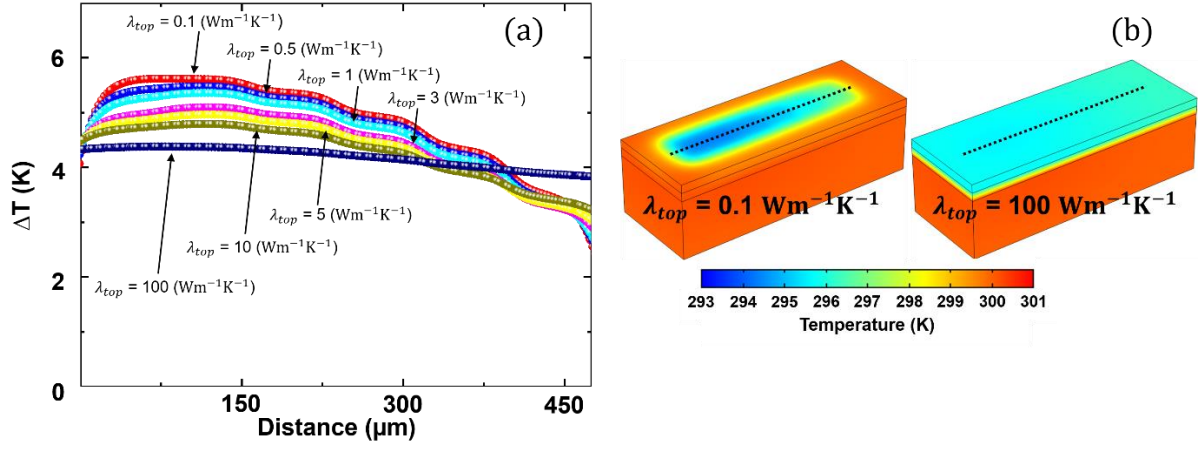 (a)
λtop = 0.1 (Wm⁻¹K⁻¹)
λtop = 0.5 (Wm⁻¹K⁻¹)
λtop = 1 (Wm⁻¹K⁻¹)
λtop = 3 (Wm⁻¹K⁻¹)
λtop = 5 (Wm⁻¹K⁻¹)
λtop = 10 (Wm⁻¹K⁻¹)
λtop = 100 (Wm⁻¹K⁻¹)
ΔT (K)
6
4
2
0
150 300 450
Distance (μm)
(b)
λtop = 0.1 Wm⁻¹K⁻¹
λtop = 100 Wm⁻¹K⁻¹
293 294 295 296 297 298 299 300 301
Temperature (K)